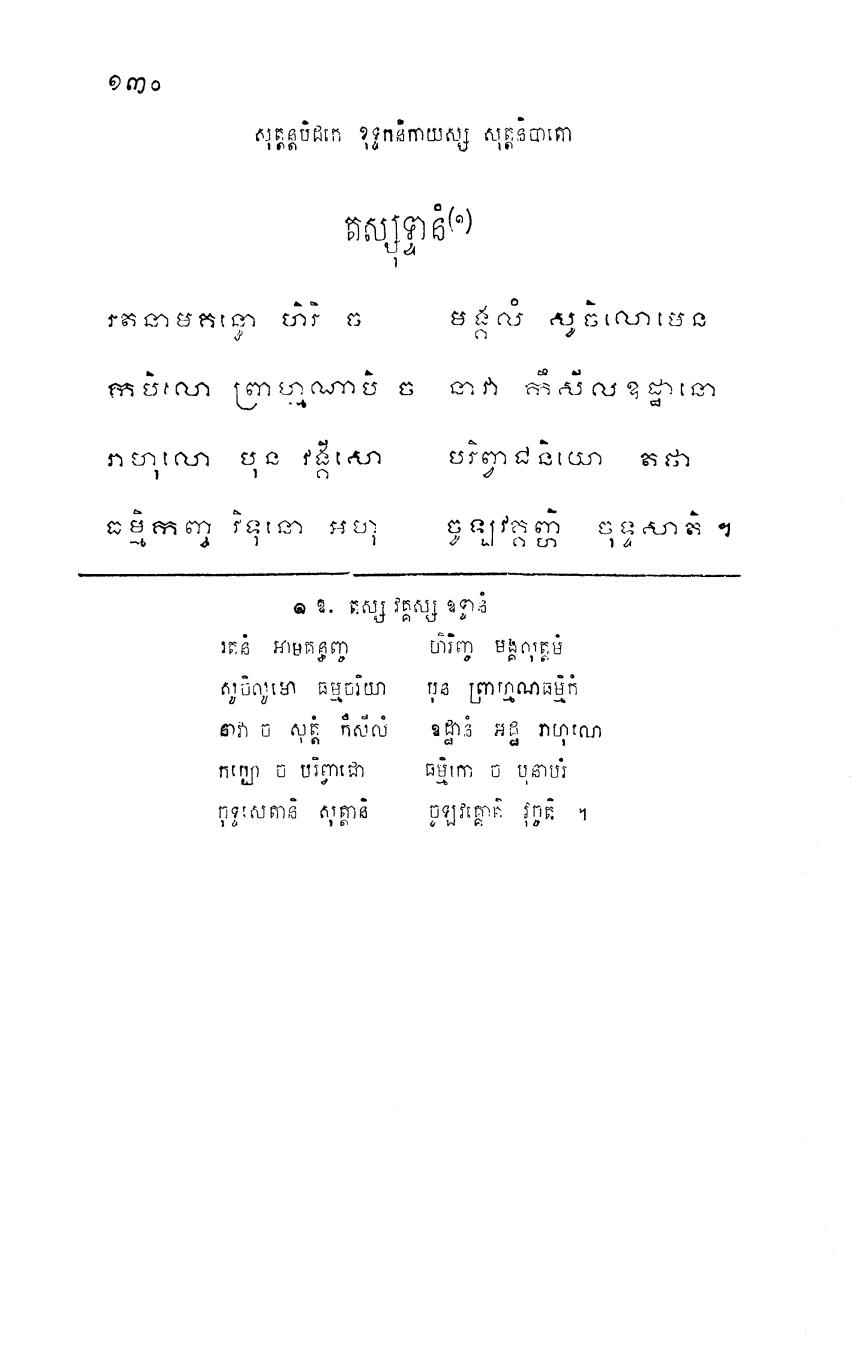 ១៣០
សុត្តន្តបិដកេ ខុទ្ទកនិកាយស្ស សុត្តនិបាតោ
តស្សុទ្ទានំ(១)
រតនាមគន្ធោ ហិរិ ច មង្គលំ សូចិលោមេន
កបិលោ ព្រាហ្មណាបិ ច នាវា កឹសីលឧដ្ឋានោ
រាហុលោ បុន វង្គីសោ បរិព្វាជនិយោ តថា
ធម្មិកញ្ច វិទុនោ អហុ ចូឡវគ្គញ្ហិ ចុទ្ទសាតិ ។
១ ឧ. តស្ស វគ្គស្ស ឧទ្ទានំ
រតនំ អាមគន្ធញ្ច ហិរិញ្ច មង្គលុត្តមំ
សូចិលូមោ ធម្មចរិយា បុន ព្រាហ្មណធម្មិកំ
នាវា ច សុត្តំ កឹសីលំ ឧដ្ឋានំ អដ្ឋ រាហុលោ
កប្បោ ច បរិព្វាជោ ធម្មិកោ ច បុនាបរំ
ចុទ្ទសេតានិ សុត្តានិ ចូឡវគ្គោតិ វុច្ចតិ ។